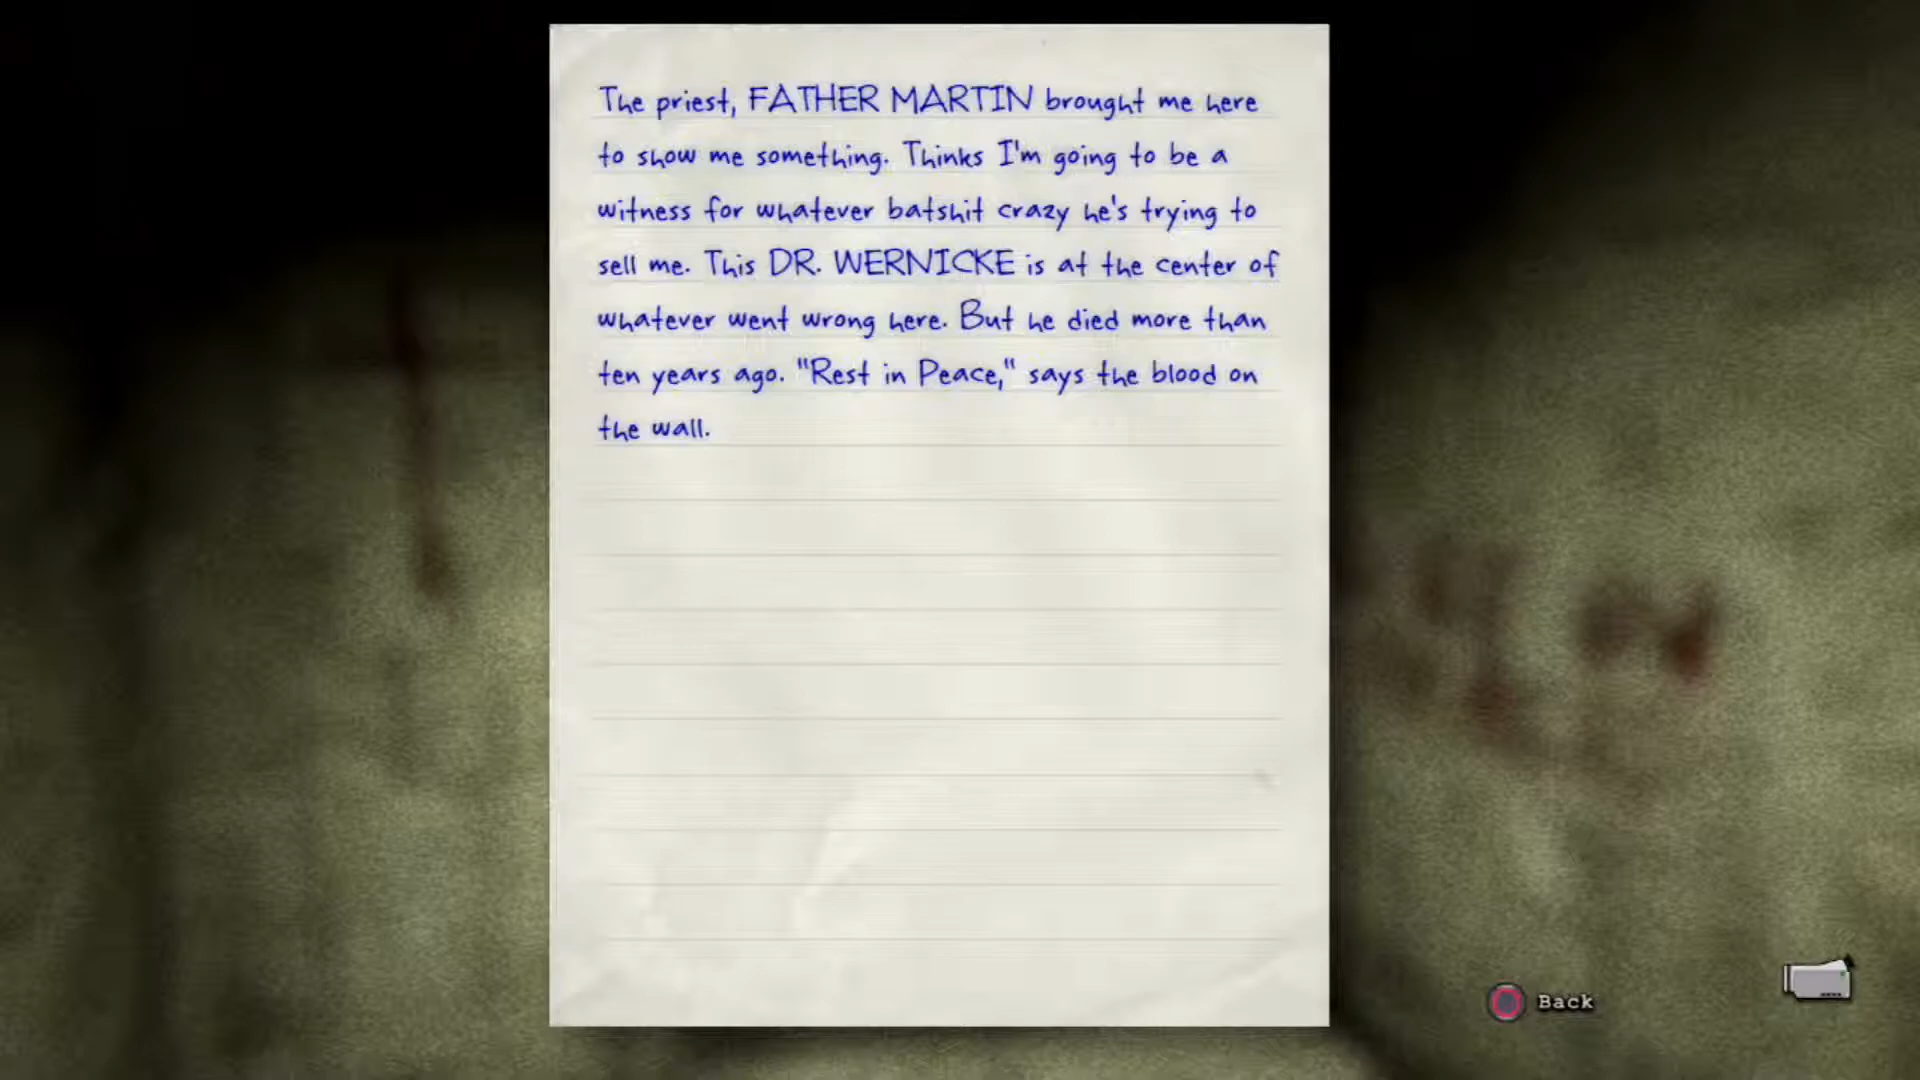 The priest, FATHER MARTIN brought me here
to show me something. Thinks I'm going to be a
witness for whatever batshit crazy he's trying to
sell me. This DR. WERNICKE is at the center of
whatever went wrong here. But he died more than
ten years ago. "Rest in Peace," says the blood on
the wall.
Back